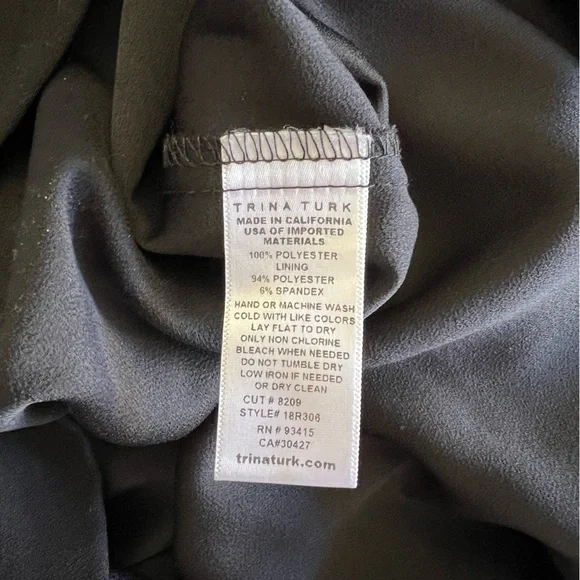 TRINA TURK
MADE IN CALIFORNIA
USA OF IMPORTED
MATERIALS
100% POLYESTER
LINING
94% POLYESTER
6% SPANDEX
HAND OR MACHINE WASH
COLD WITH LIKE COLORS
LAY FLAT TO DRY
ONLY NON CHLORINE
BLEACH WHEN NEEDED
DO NOT TUMBLE DRY
LOW IRON IF NEEDED
OR DRY CLEAN
CUT # 8209
STYLE# 18R306
RN # 93415
CA#30427
trinaturk.com